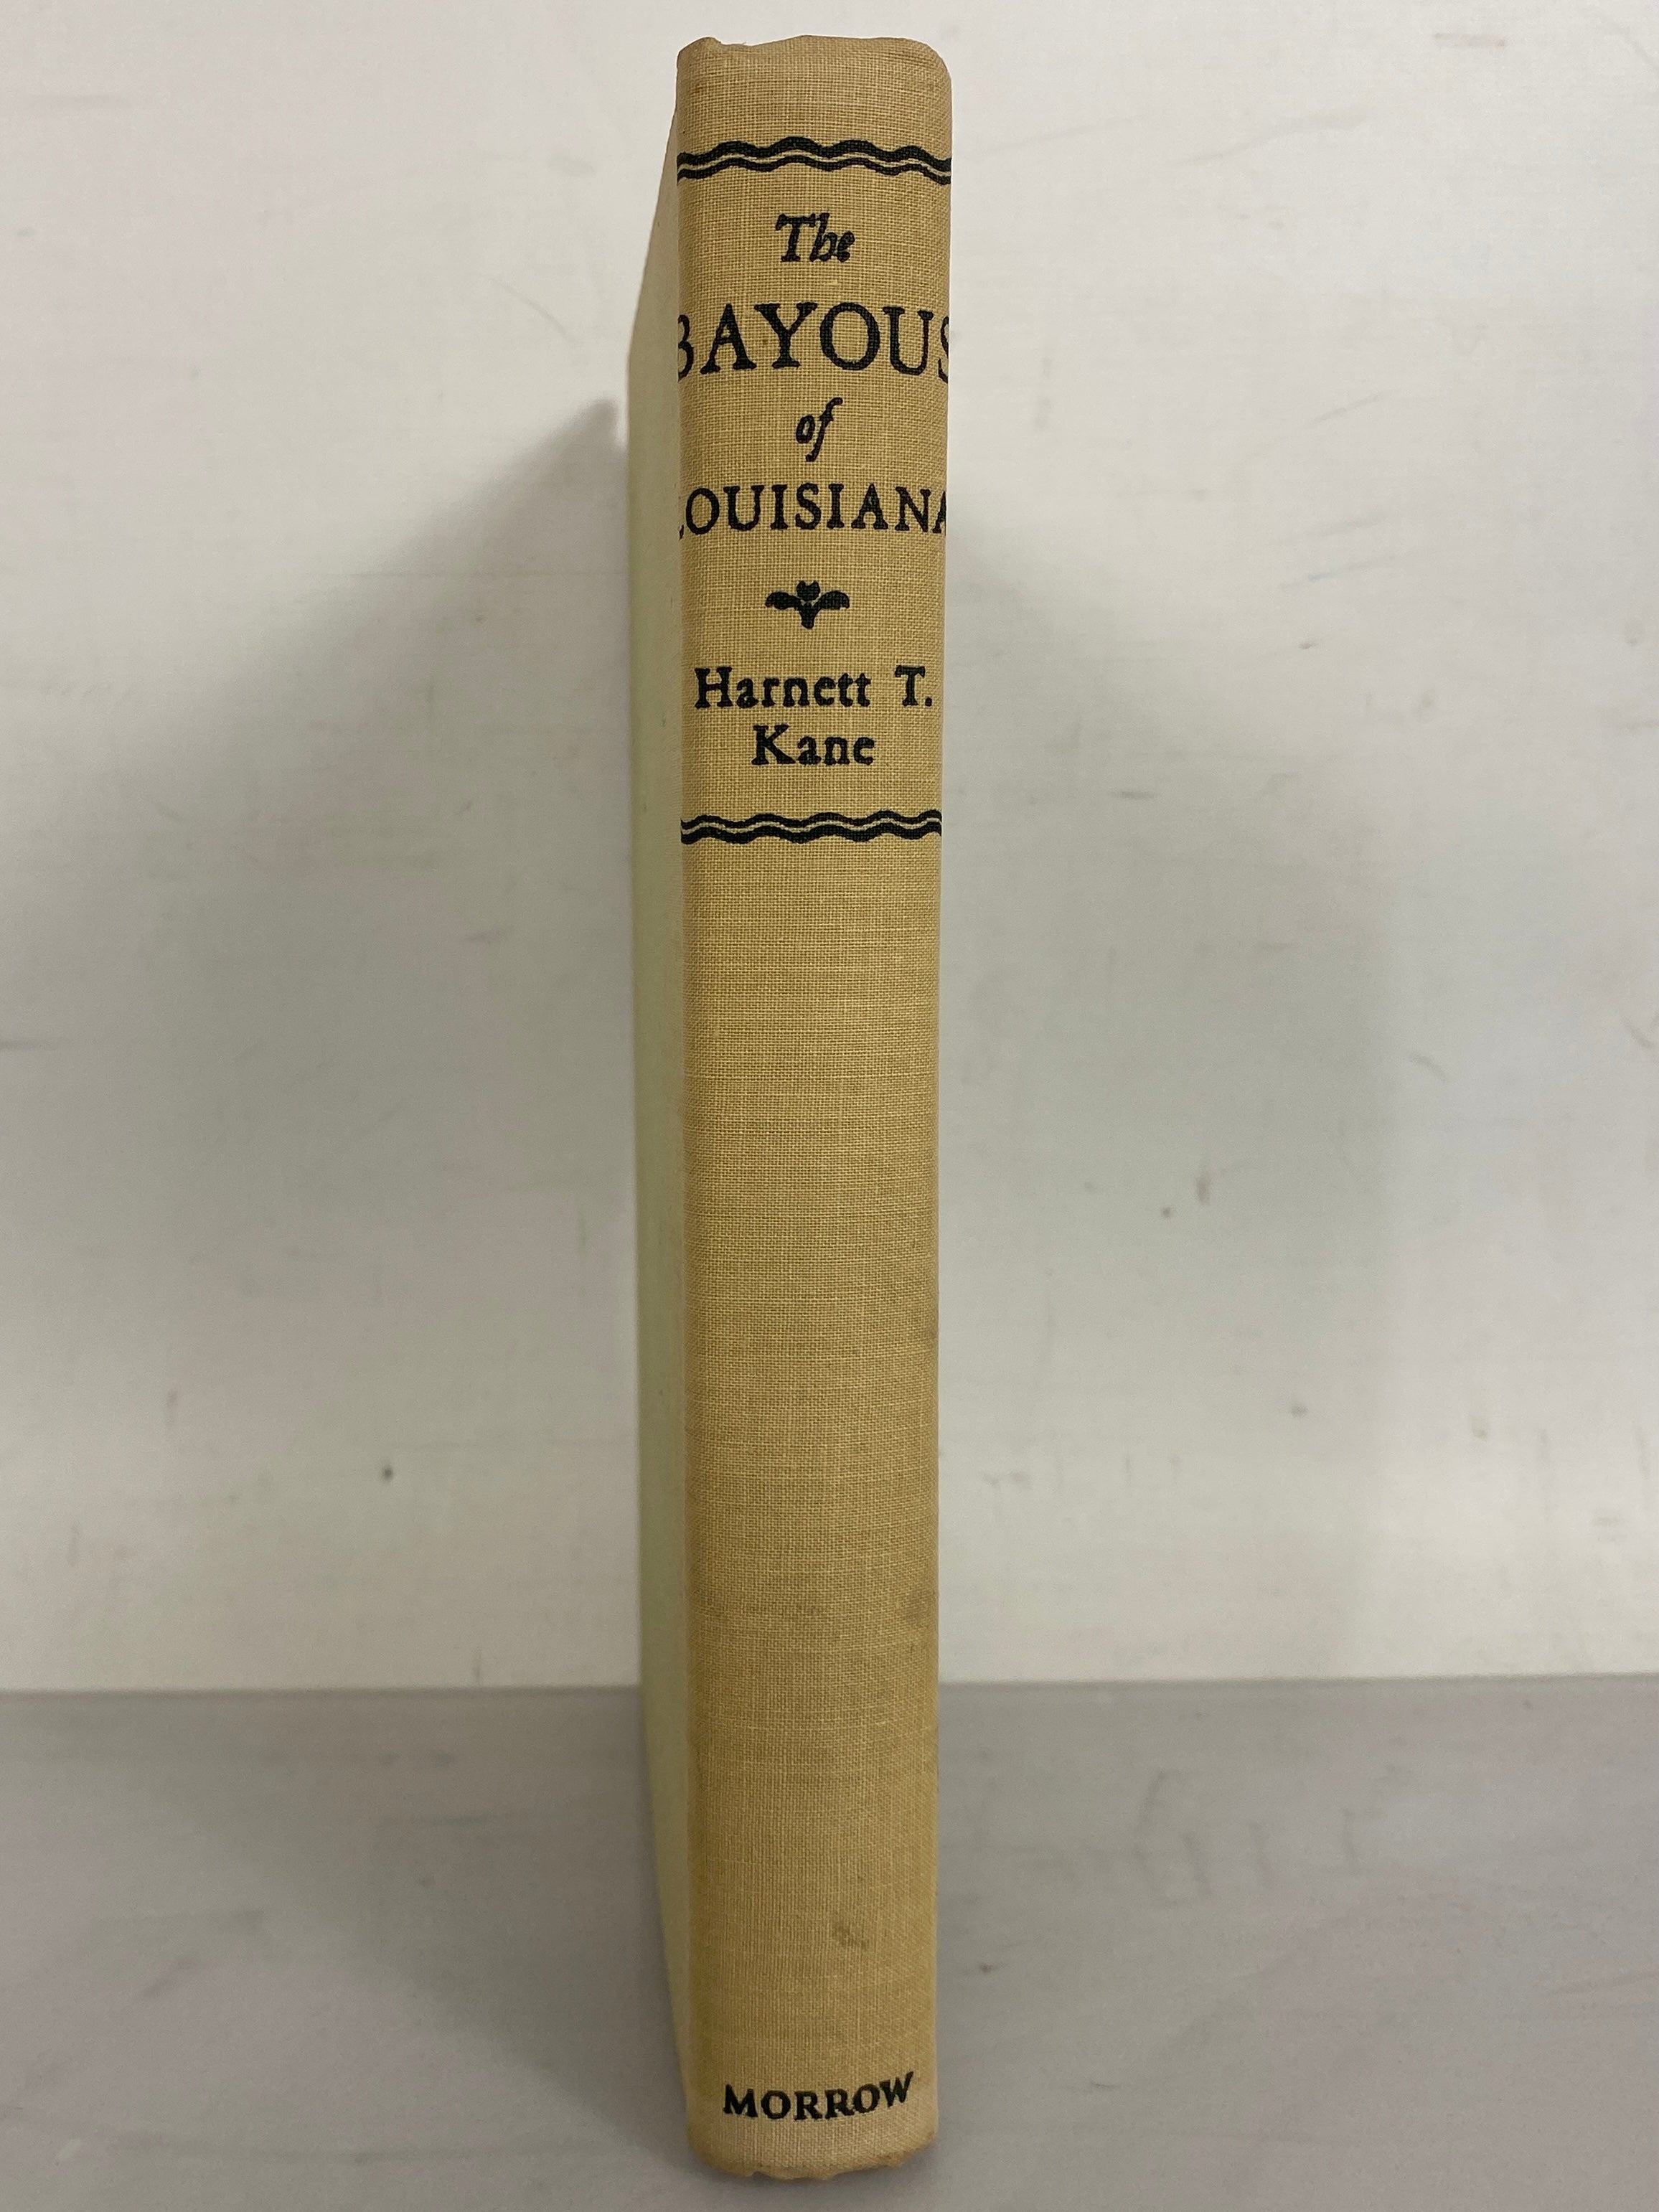 The
BAYOUS
of
LOUISIANA
Harnett T.
Kane
MORROW